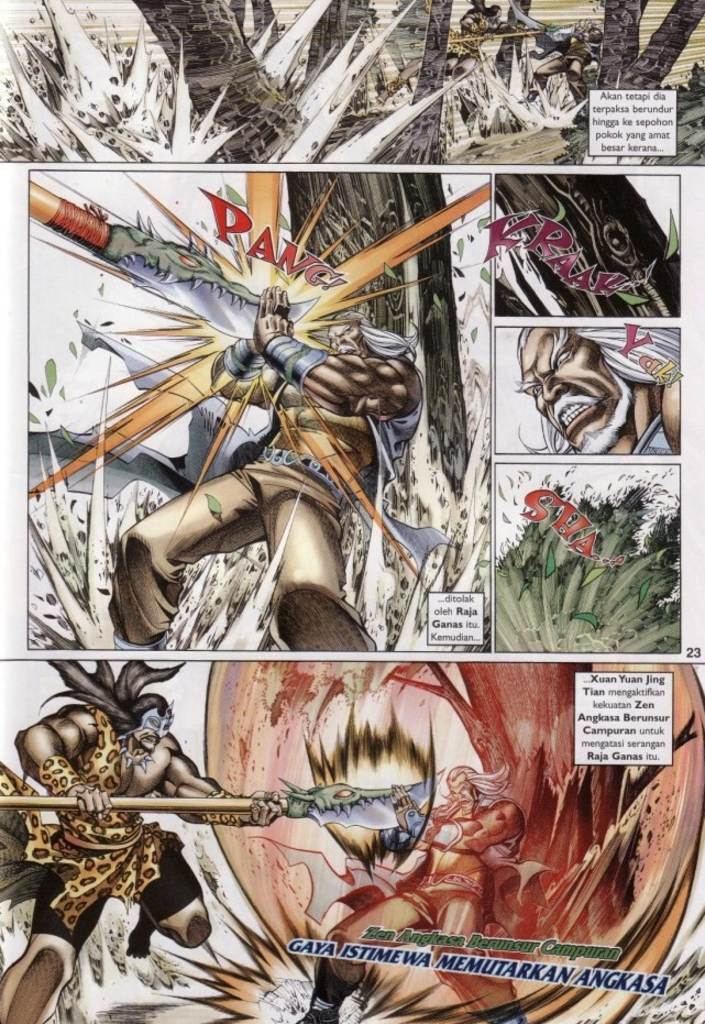 Akan tetapi dia
terpaksa berundur
hingga ke sepohon
pokok yang amat
besar kerana...
PANG!
KRAAK!
Yak!
SUA...
...ditolak
oleh Raja
Ganas itu.
Kemudian...
23
...Xuan Yuan Jing
Tian mengaktifkan
kekuatan Zen
Angkasa Berunsur
Campuran untuk
mengatasi serangan
Raja Ganas itu.
Zen Angkasa Berunsur Campuran
GAYA ISTIMEWA MEMUTARKAN ANGKASA